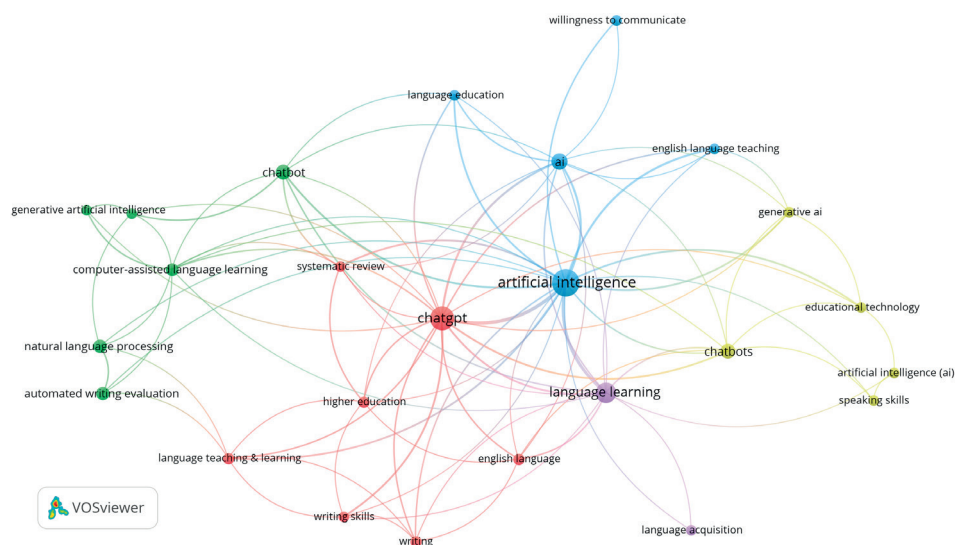 willingness to communicate
language education
english language teaching
ai
chatbot
generative artificial intelligence
generative ai
computer-assisted language learning
systematic review
artificial intelligence
educational technology
chatgpt
natural language processing
chatbots
artificial intelligence (ai)
automated writing evaluation
language learning
higher education
speaking skills
language teaching & learning
english language
writing skills
language acquisition
writing
VOSviewer